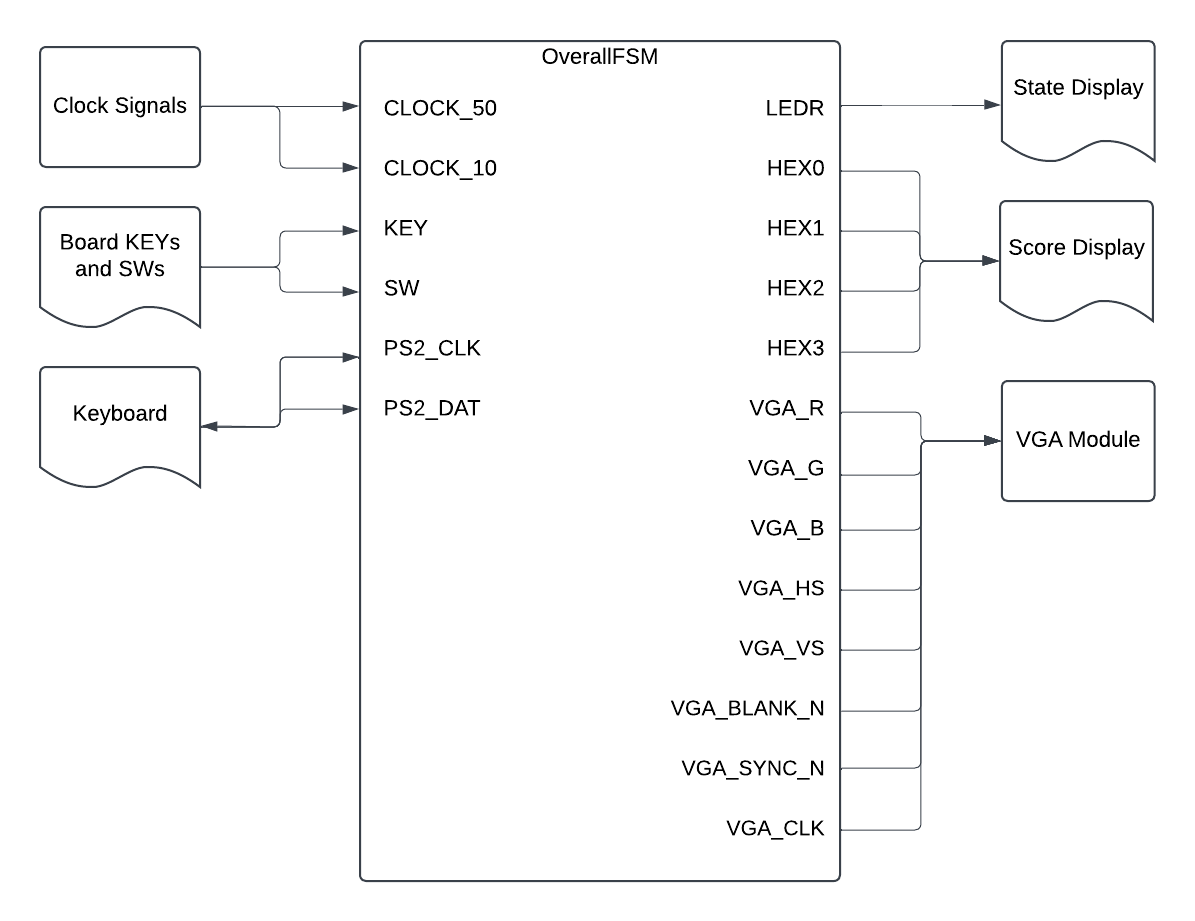 OverallFSM
Clock Signals
Board KEYs
and SWs
Keyboard
CLOCK_50
CLOCK_10
KEY
SW
PS2_CLK
PS2_DAT
LEDR
HEX0
HEX1
HEX2
HEX3
VGA_R
VGA_G
VGA_B
VGA_HS
VGA_VS
VGA_BLANK_N
VGA_SYNC_N
VGA_CLK
State Display
Score Display
VGA Module